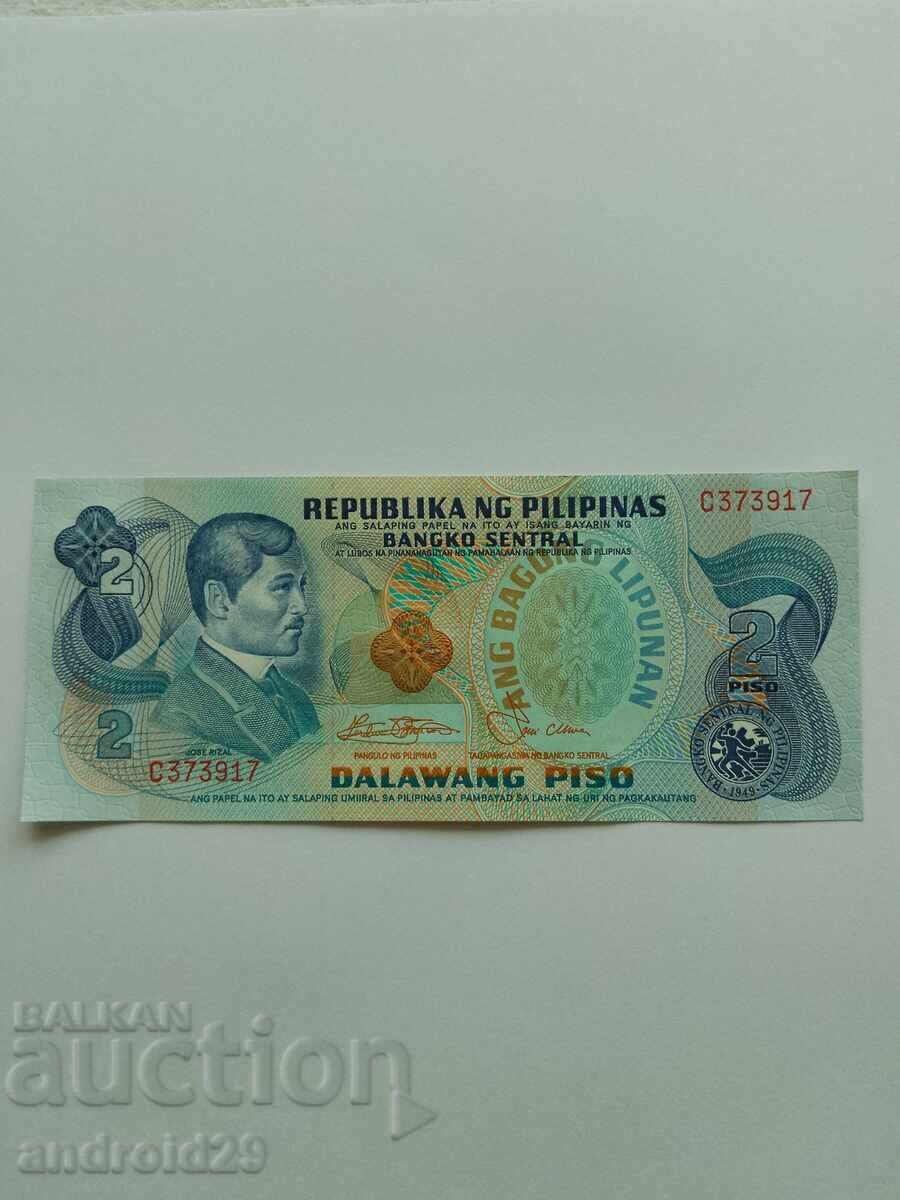 REPUBLIKA NG PILIPINAS
C373917
ANG SALAPING PAPEL NA ITO AY ISANG BAYARIN NG
BANGKO SENTRAL
AT LUBOS NA PINANANAGUTAN NG PAMAHALAAN NG REPUBLIKA NG PILIPINAS
2
ANG BAGONG LIPUNAN
2
PISO
2
JOSE RIZAL
C373917
PANGULO NG PILIPINAS
TAGAPANGASIWA NG BANGKO SENTRAL
DALAWANG PISO
ANG PAPEL NA ITO AY SALAPING UMIIRAL SA PILIPINAS AT PAMBAYAD SA LAHAT NG URI NG PAGKAKAUTANG
BANGKO SENTRAL NG PILIPINAS
·1949·
BALKAN
auction
android29